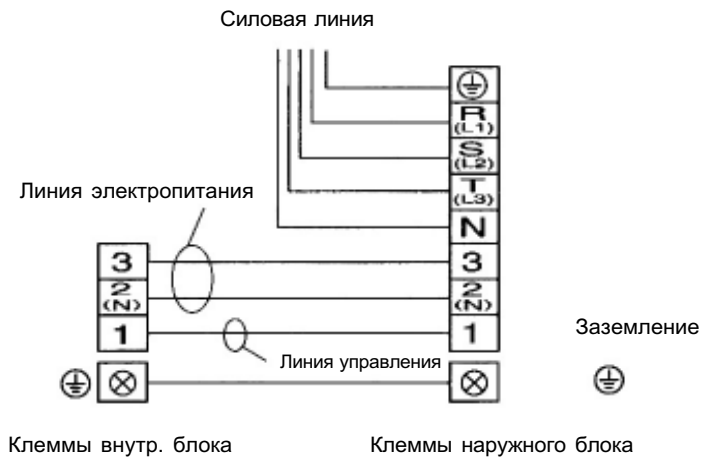 Силовая линия
R
(L1)
S
(L2)
T
(L3)
Линия электропитания
N
3
3
2
(N)
2
(N)
1
1
Заземление
Линия управления
Клеммы внутр. блока
Клеммы наружного блока